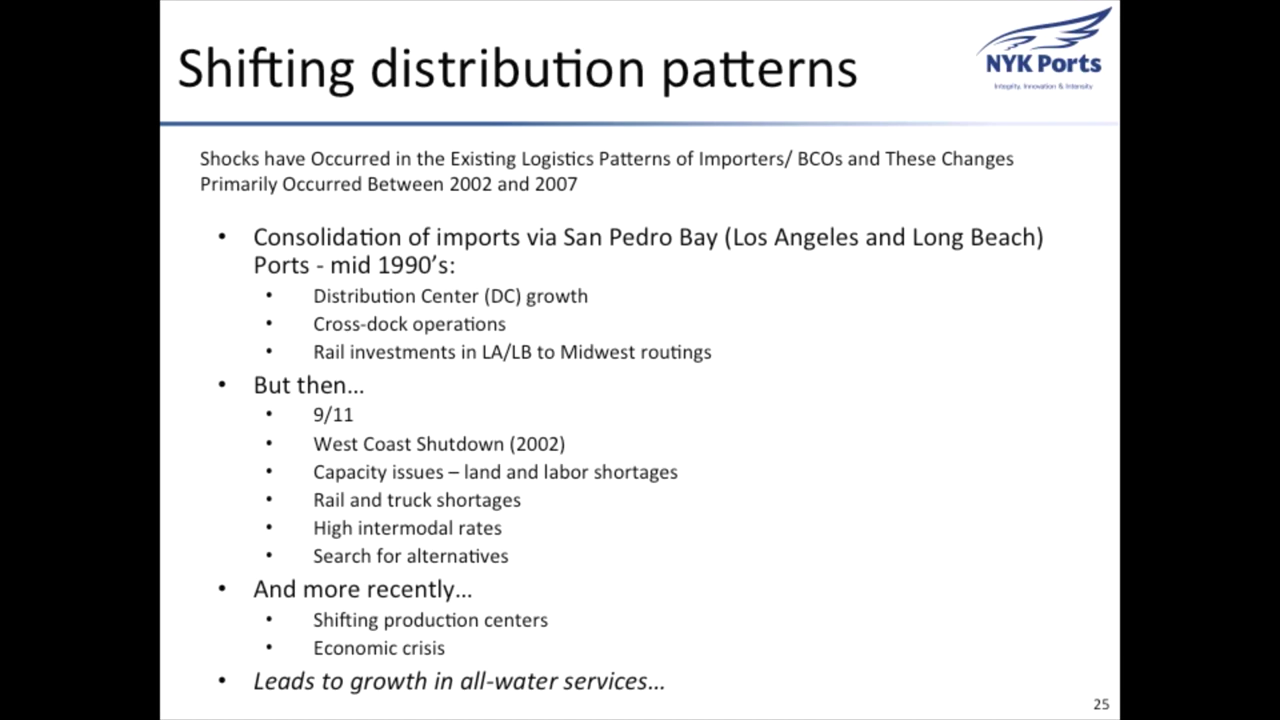 Shifting distribution patterns
NYK Ports
Integrity, Innovation & Intensity
Shocks have Occurred in the Existing Logistics Patterns of Importers/ BCOs and These Changes
Primarily Occurred Between 2002 and 2007
• Consolidation of imports via San Pedro Bay (Los Angeles and Long Beach)
Ports - mid 1990’s:
• Distribution Center (DC) growth
• Cross-dock operations
• Rail investments in LA/LB to Midwest routings
• But then…
• 9/11
• West Coast Shutdown (2002)
• Capacity issues – land and labor shortages
• Rail and truck shortages
• High intermodal rates
• Search for alternatives
• And more recently…
• Shifting production centers
• Economic crisis
• Leads to growth in all-water services…
25